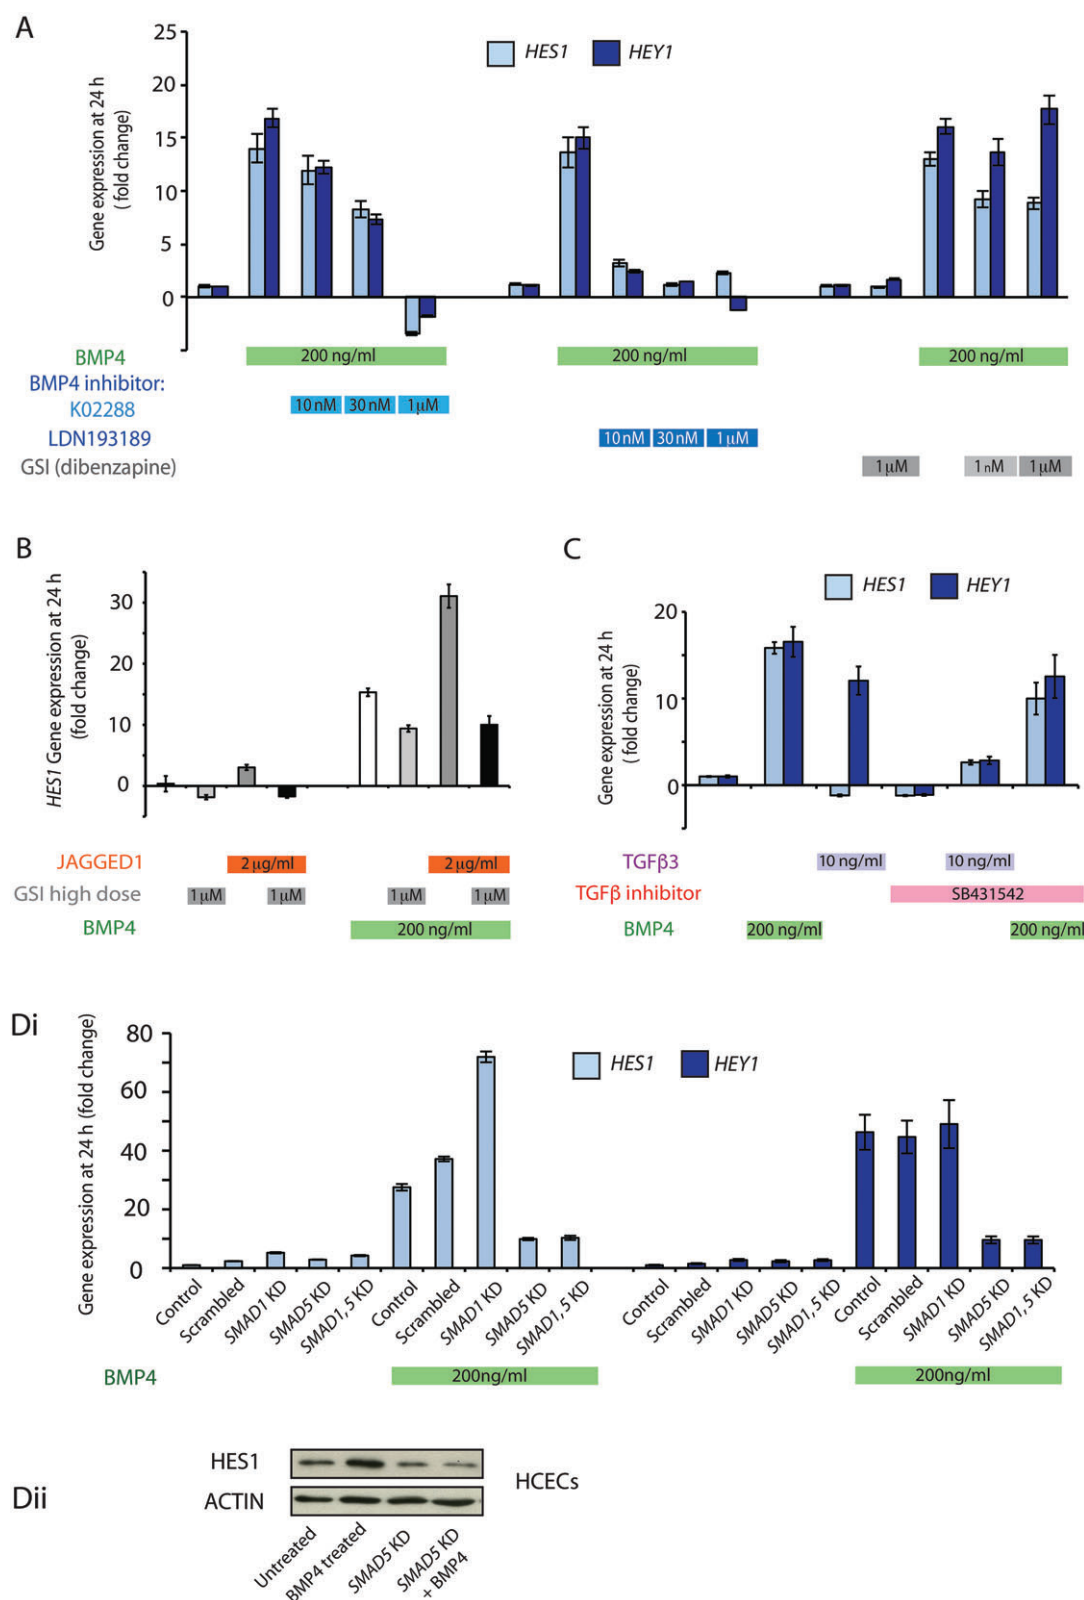 A
HES1 HEY1
Gene expression at 24 h
( fold change)
25
20
15
10
5
0
BMP4 200 ng/ml 200 ng/ml 200 ng/ml
BMP4 inhibitor:
K02288 10 nM 30 nM 1 µM
LDN193189 10 nM 30 nM 1 µM
GSI (dibenzapine) 1 µM 1 nM 1 µM
B
HES1 Gene expression at 24 h
(fold change)
30
20
10
0
JAGGED1 2 µg/ml 2 µg/ml
GSI high dose 1 µM 1 µM 1 µM 1 µM
BMP4 200 ng/ml
C
HES1 HEY1
Gene expression at 24 h
( fold change)
20
10
0
TGFβ3 10 ng/ml 10 ng/ml
TGFβ inhibitor SB431542
BMP4 200 ng/ml 200 ng/ml
Di
HES1 HEY1
Gene expression at 24 h (fold change)
80
60
40
20
0
Control Scrambled SMAD1 KD SMAD5 KD SMAD1, 5 KD Control Scrambled SMAD1 KD SMAD5 KD SMAD1, 5 KD Control Scrambled SMAD1 KD SMAD5 KD SMAD1, 5 KD Control Scrambled SMAD1 KD SMAD5 KD SMAD1, 5 KD
BMP4 200ng/ml 200ng/ml
Dii
HES1
ACTIN
HCECs
Untreated
BMP4 treated
SMAD5 KD
SMAD5 KD
+ BMP4